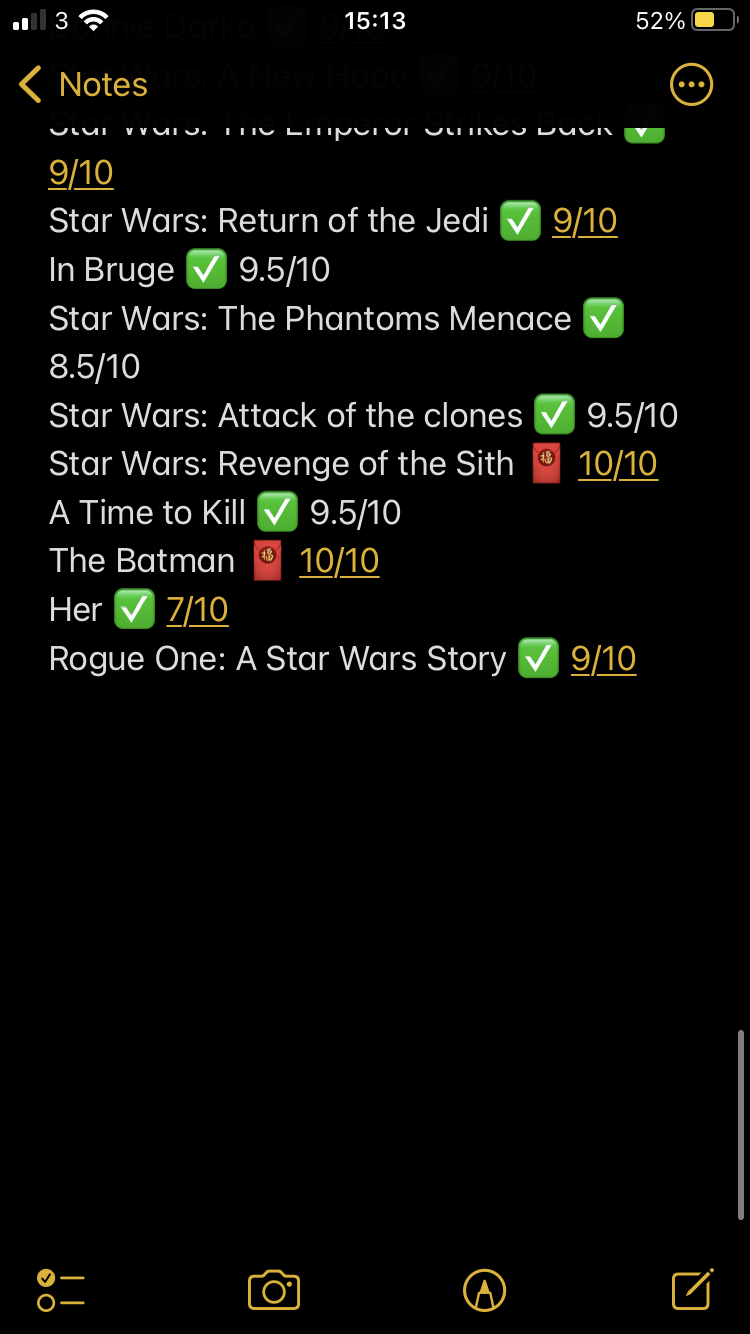 3 15:13 52%
Donnie Darko ✅ 9/10
Star Wars: A New Hope ✅ 9/10
Notes
Star Wars: The Emperor Strikes Back ✅
9/10
Star Wars: Return of the Jedi ✅ 9/10
In Bruge ✅ 9.5/10
Star Wars: The Phantoms Menace ✅
8.5/10
Star Wars: Attack of the clones ✅ 9.5/10
Star Wars: Revenge of the Sith 🧧 10/10
A Time to Kill ✅ 9.5/10
The Batman 🧧 10/10
Her ✅ 7/10
Rogue One: A Star Wars Story ✅ 9/10